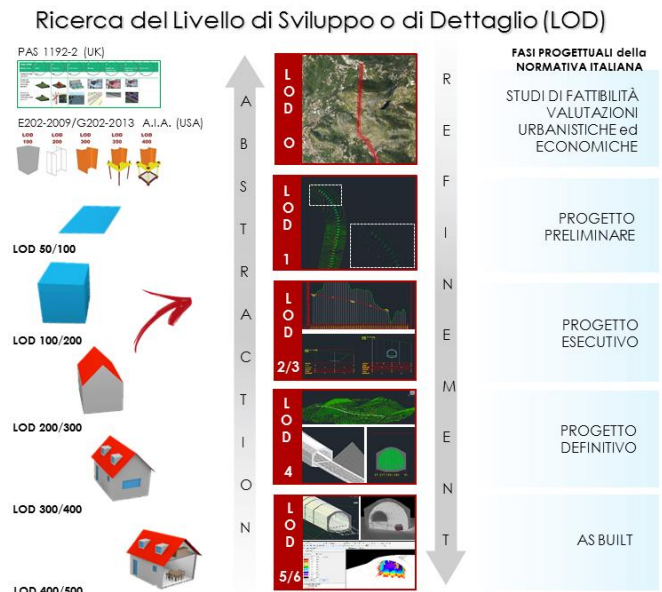 Ricerca del Livello di Sviluppo o di Dettaglio (LOD)
PAS 1192-2 (UK)
E202-2009/G202-2013 A.I.A. (USA)
LOD 100
LOD 200
LOD 300
LOD 350
LOD 400
LOD 50/100
LOD 100/200
LOD 200/300
LOD 300/400
LOD 400/500
ABSTRACTION
LOD 0
LOD 1
LOD 2/3
LOD 4
LOD 5/6
REFINEMENT
FASI PROGETTUALI della
NORMATIVA ITALIANA
STUDI DI FATTIBILITÀ
VALUTAZIONI
URBANISTICHE ed
ECONOMICHE
PROGETTO
PRELIMINARE
PROGETTO
ESECUTIVO
PROGETTO
DEFINITIVO
AS BUILT